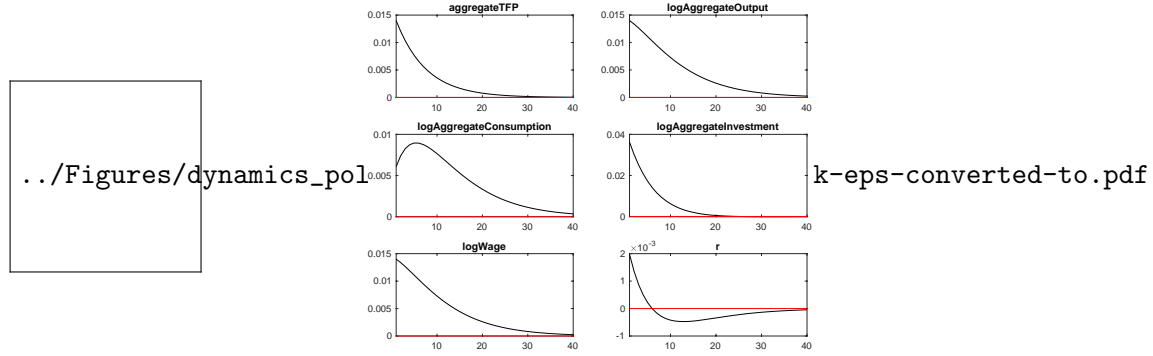 aggregateTFP
0.015
0.01
0.005
0
10 20 30 40
logAggregateOutput
0.015
0.01
0.005
0
10 20 30 40
logAggregateConsumption
0.01
0.005
0
10 20 30 40
logAggregateInvestment
0.04
0.02
0
10 20 30 40
../Figures/dynamics_pol
k-eps-converted-to.pdf
logWage
0.015
0.01
0.005
0
10 20 30 40
r
×10-3
2
1
0
-1
10 20 30 40